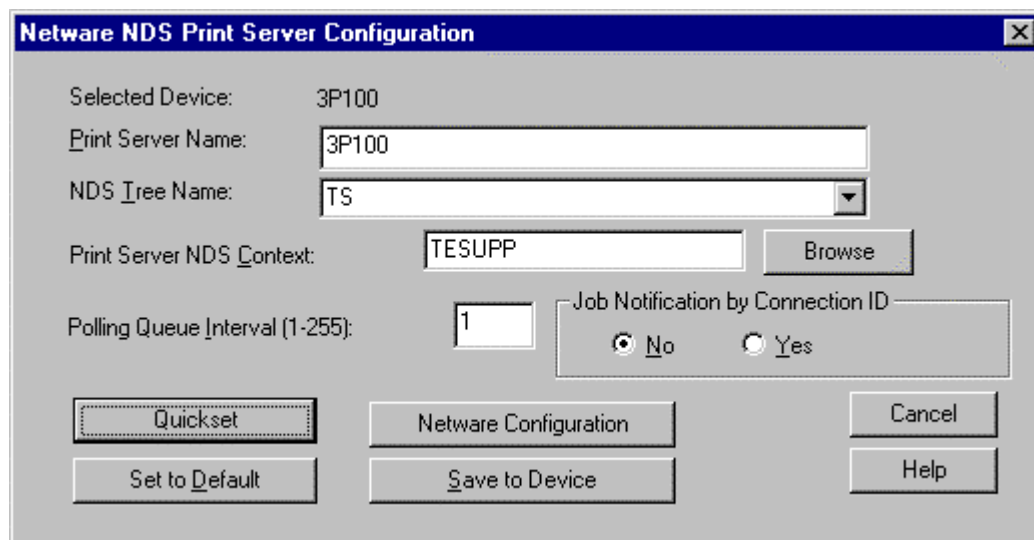 Netware NDS Print Server Configuration
Selected Device: 3P100
Print Server Name: 3P100
NDS Tree Name: TS
Print Server NDS Context: TESUPP Browse
Job Notification by Connection ID
Polling Queue Interval (1-255): 1 No Yes
Quickset Netware Configuration Cancel
Set to Default Save to Device Help